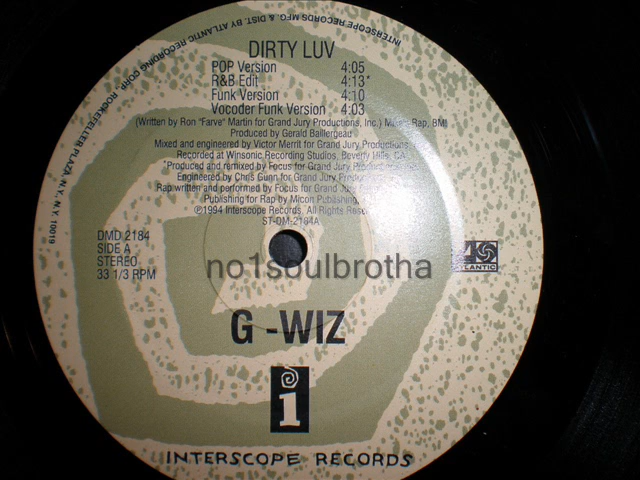 INTERSCOPE RECORDS MFG. & DIST. BY ATLANTIC RECORDING CORP. ROCKEFELLER PLAZA, N.Y., N.Y. 10019
DIRTY LUV
POP Version 4:05
R&B Edit 4:13*
Funk Version 4:10
Vocoder Funk Version 4:03
(Written by Ron "Farve" Martin for Grand Jury Productions, Inc.) Rap, BMI
Produced by Gerald Baillergeau
Mixed and engineered by Victor Merrit for Grand Jury Productions
Recorded at Winsonic Recording Studios, Beverly Hills, CA
*Produced and remixed by Focus for Grand Jury
Engineered by Chris Gunn for Grand Jury
Rap written and performed by Focus for Grand Jury
Publishing for Rap by Micon Publishing,
℗1994 Interscope Records, All Rights
ST-DM-2184A
DMD 2184
SIDE A
STEREO
33 1/3 RPM
ATLANTIC
no1soulbrotha
G -WIZ
i
INTERSCOPE RECORDS